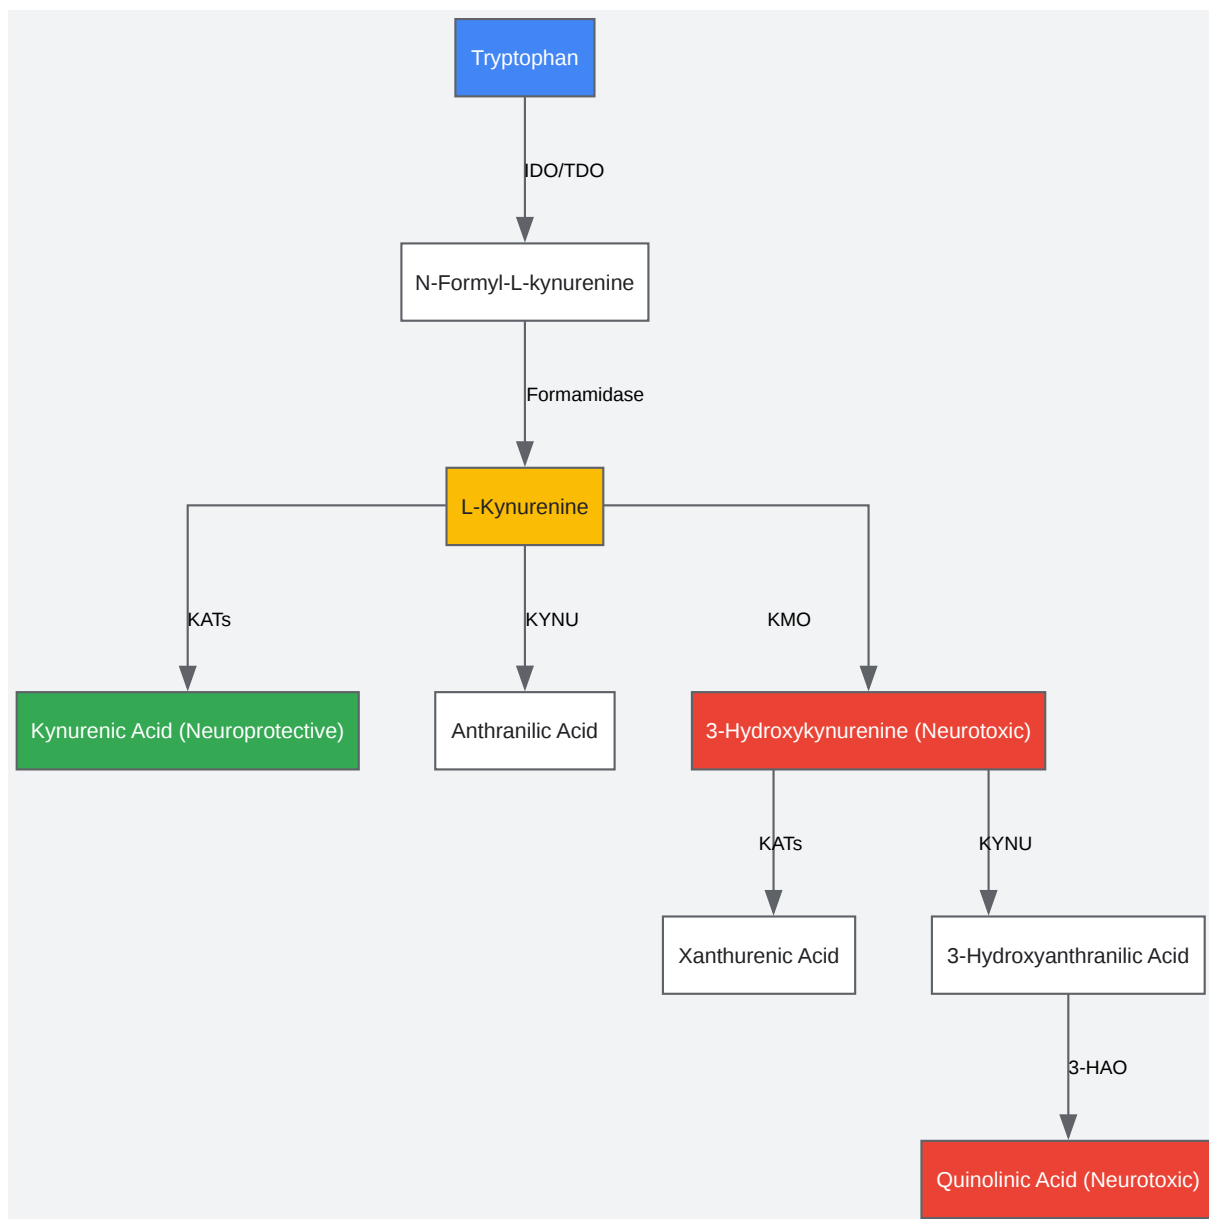 Tryptophan
IDO/TDO
N-Formyl-L-kynurenine
Formamidase
L-Kynurenine
KATs
KYNU
KMO
Kynurenic Acid (Neuroprotective)
Anthranilic Acid
3-Hydroxykynurenine (Neurotoxic)
KATs
KYNU
Xanthurenic Acid
3-Hydroxyanthranilic Acid
3-HAO
Quinolinic Acid (Neurotoxic)